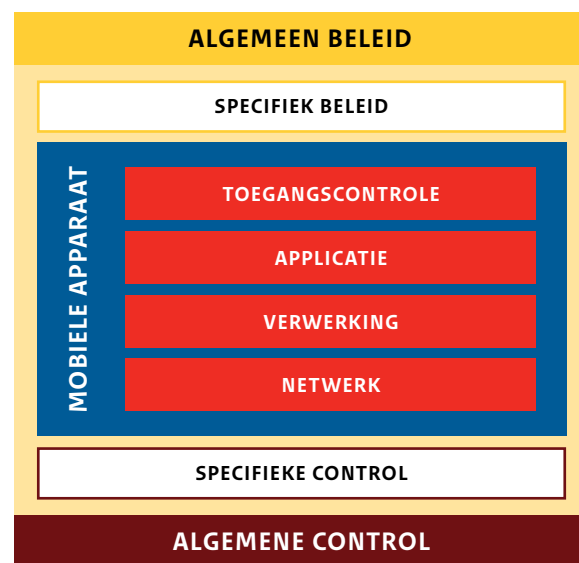 ALGEMEEN BELEID
SPECIFIEK BELEID
MOBIELE APPARAAT
TOEGANGSCONTROLE
APPLICATIE
VERWERKING
NETWERK
SPECIFIEKE CONTROL
ALGEMENE CONTROL